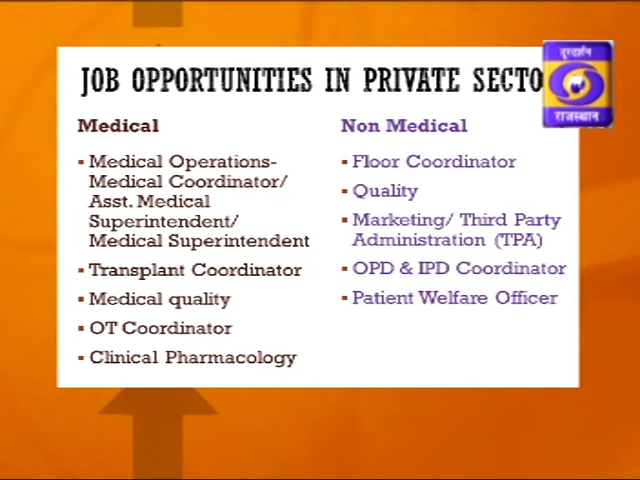 JOB OPPORTUNITIES IN PRIVATE SECTO
दूरदर्शन
राजस्थान
Medical
▪ Medical Operations-
Medical Coordinator/
Asst. Medical
Superintendent/
Medical Superintendent
▪ Transplant Coordinator
▪ Medical quality
▪ OT Coordinator
▪ Clinical Pharmacology
Non Medical
▪ Floor Coordinator
▪ Quality
▪ Marketing/ Third Party
Administration (TPA)
▪ OPD & IPD Coordinator
▪ Patient Welfare Officer